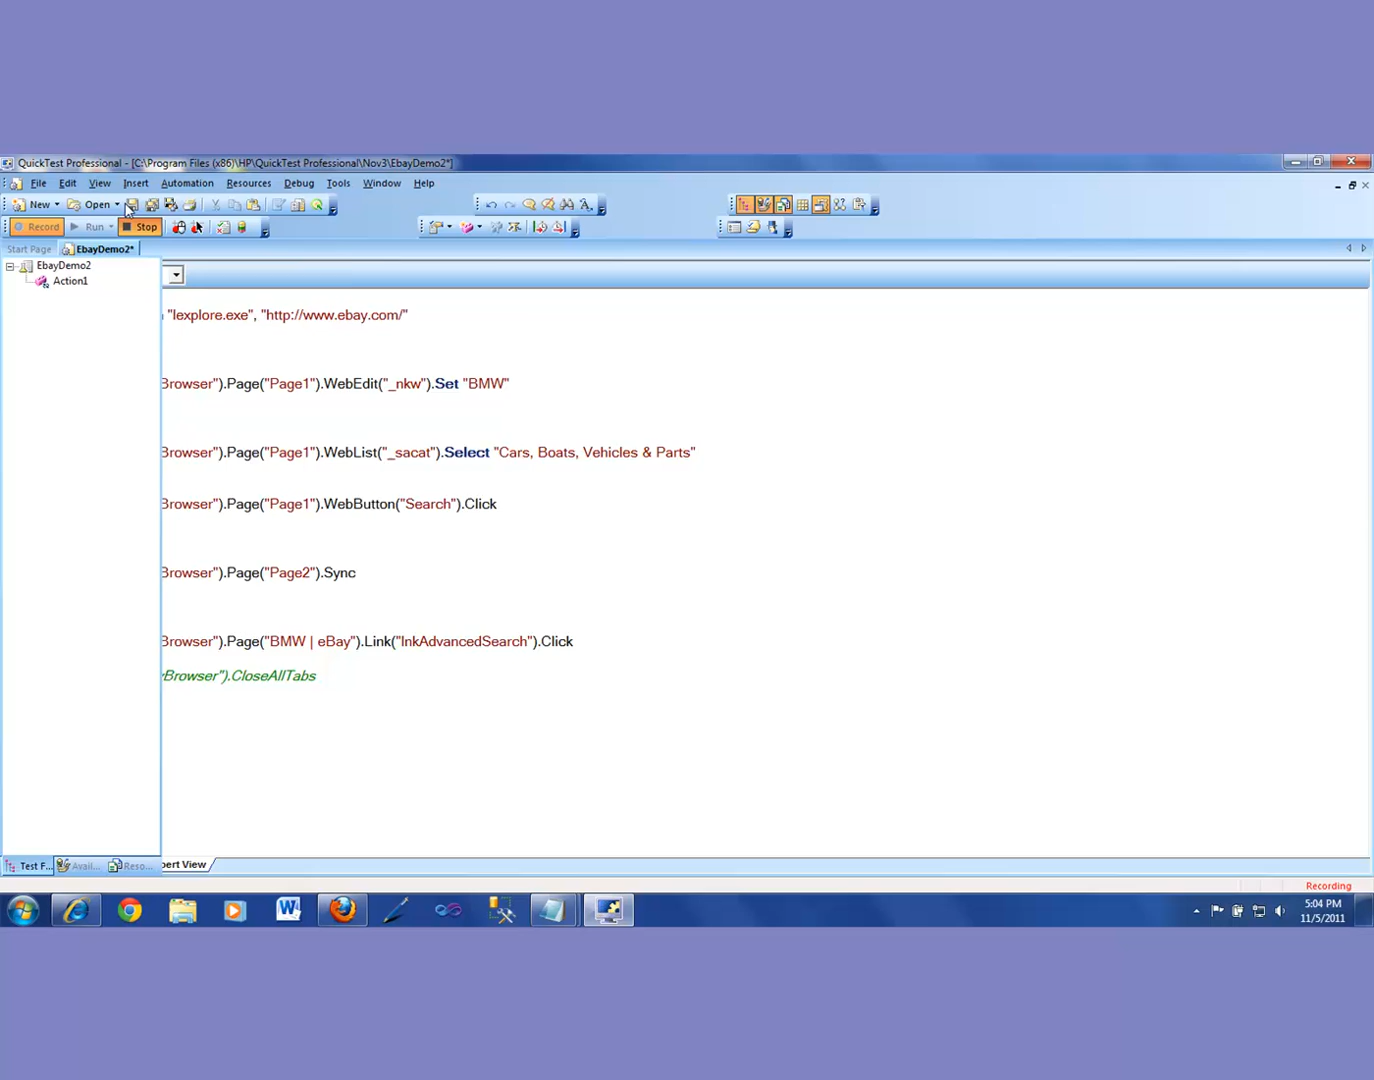 QuickTest Professional - [C:\Program Files (x86)\HP\QuickTest Professional\Nov3\EbayDemo2*]
File Edit View Insert Automation Resources Debug Tools Window Help
New Open
Record Run Stop
Start Page EbayDemo2*
EbayDemo2
Action1
"Iexplore.exe", "http://www.ebay.com/"
Browser").Page("Page1").WebEdit("_nkw").Set "BMW"
Browser").Page("Page1").WebList("_sacat").Select "Cars, Boats, Vehicles & Parts"
Browser").Page("Page1").WebButton("Search").Click
Browser").Page("Page2").Sync
Browser").Page("BMW | eBay").Link("lnkAdvancedSearch").Click
Browser").CloseAllTabs
Test F... Avail... Reso... pert View
Recording
5:04 PM
11/5/2011